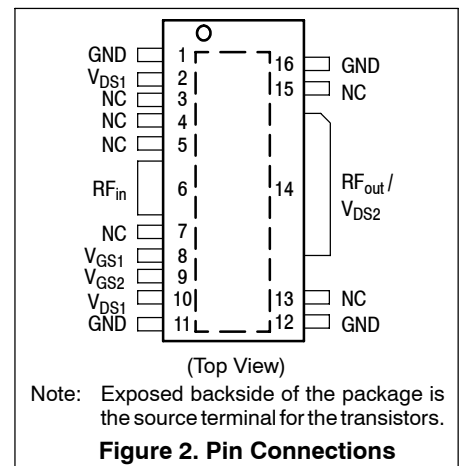 GND 1 16 GND
VDS1 2 15 NC
NC 3
NC 4
NC 5
RFin 6 14 RFout / VDS2
NC 7
VGS1 8
VGS2 9
VDS1 10 13 NC
GND 11 12 GND
(Top View)
Note: Exposed backside of the package is
the source terminal for the transistors.
Figure 2. Pin Connections